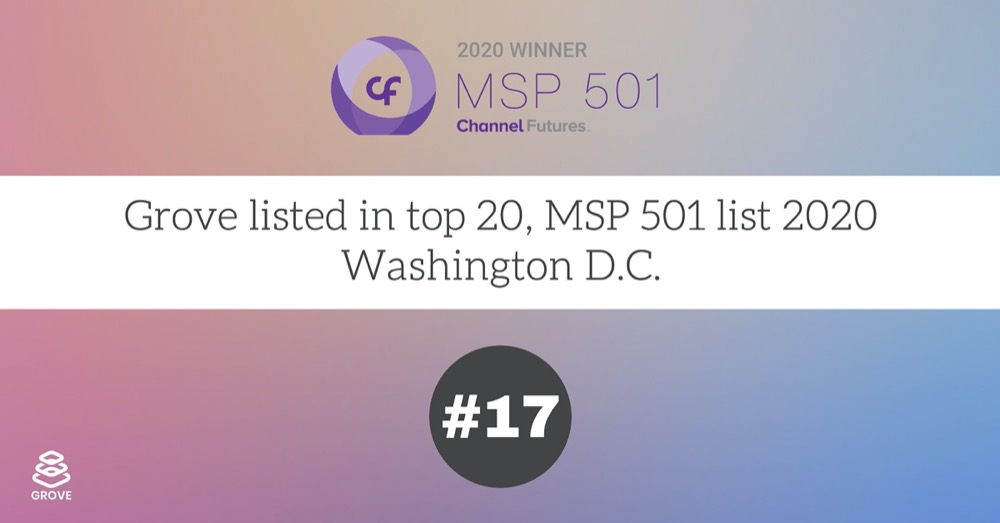 2020 WINNER
cf
MSP 501
Channel Futures.
Grove listed in top 20, MSP 501 list 2020
Washington D.C.
#17
GROVE